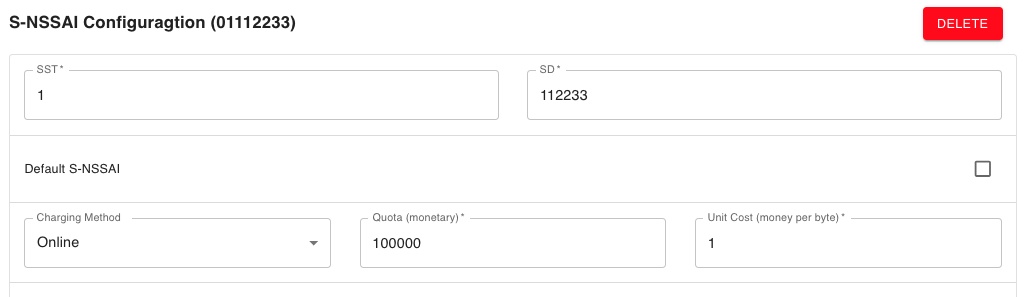 S-NSSAI Configuragtion (01112233)
DELETE
SST*
SD*
1
112233
Default S-NSSAI
Charging Method
Quota (monetary)*
Unit Cost (money per byte)*
Online
100000
1